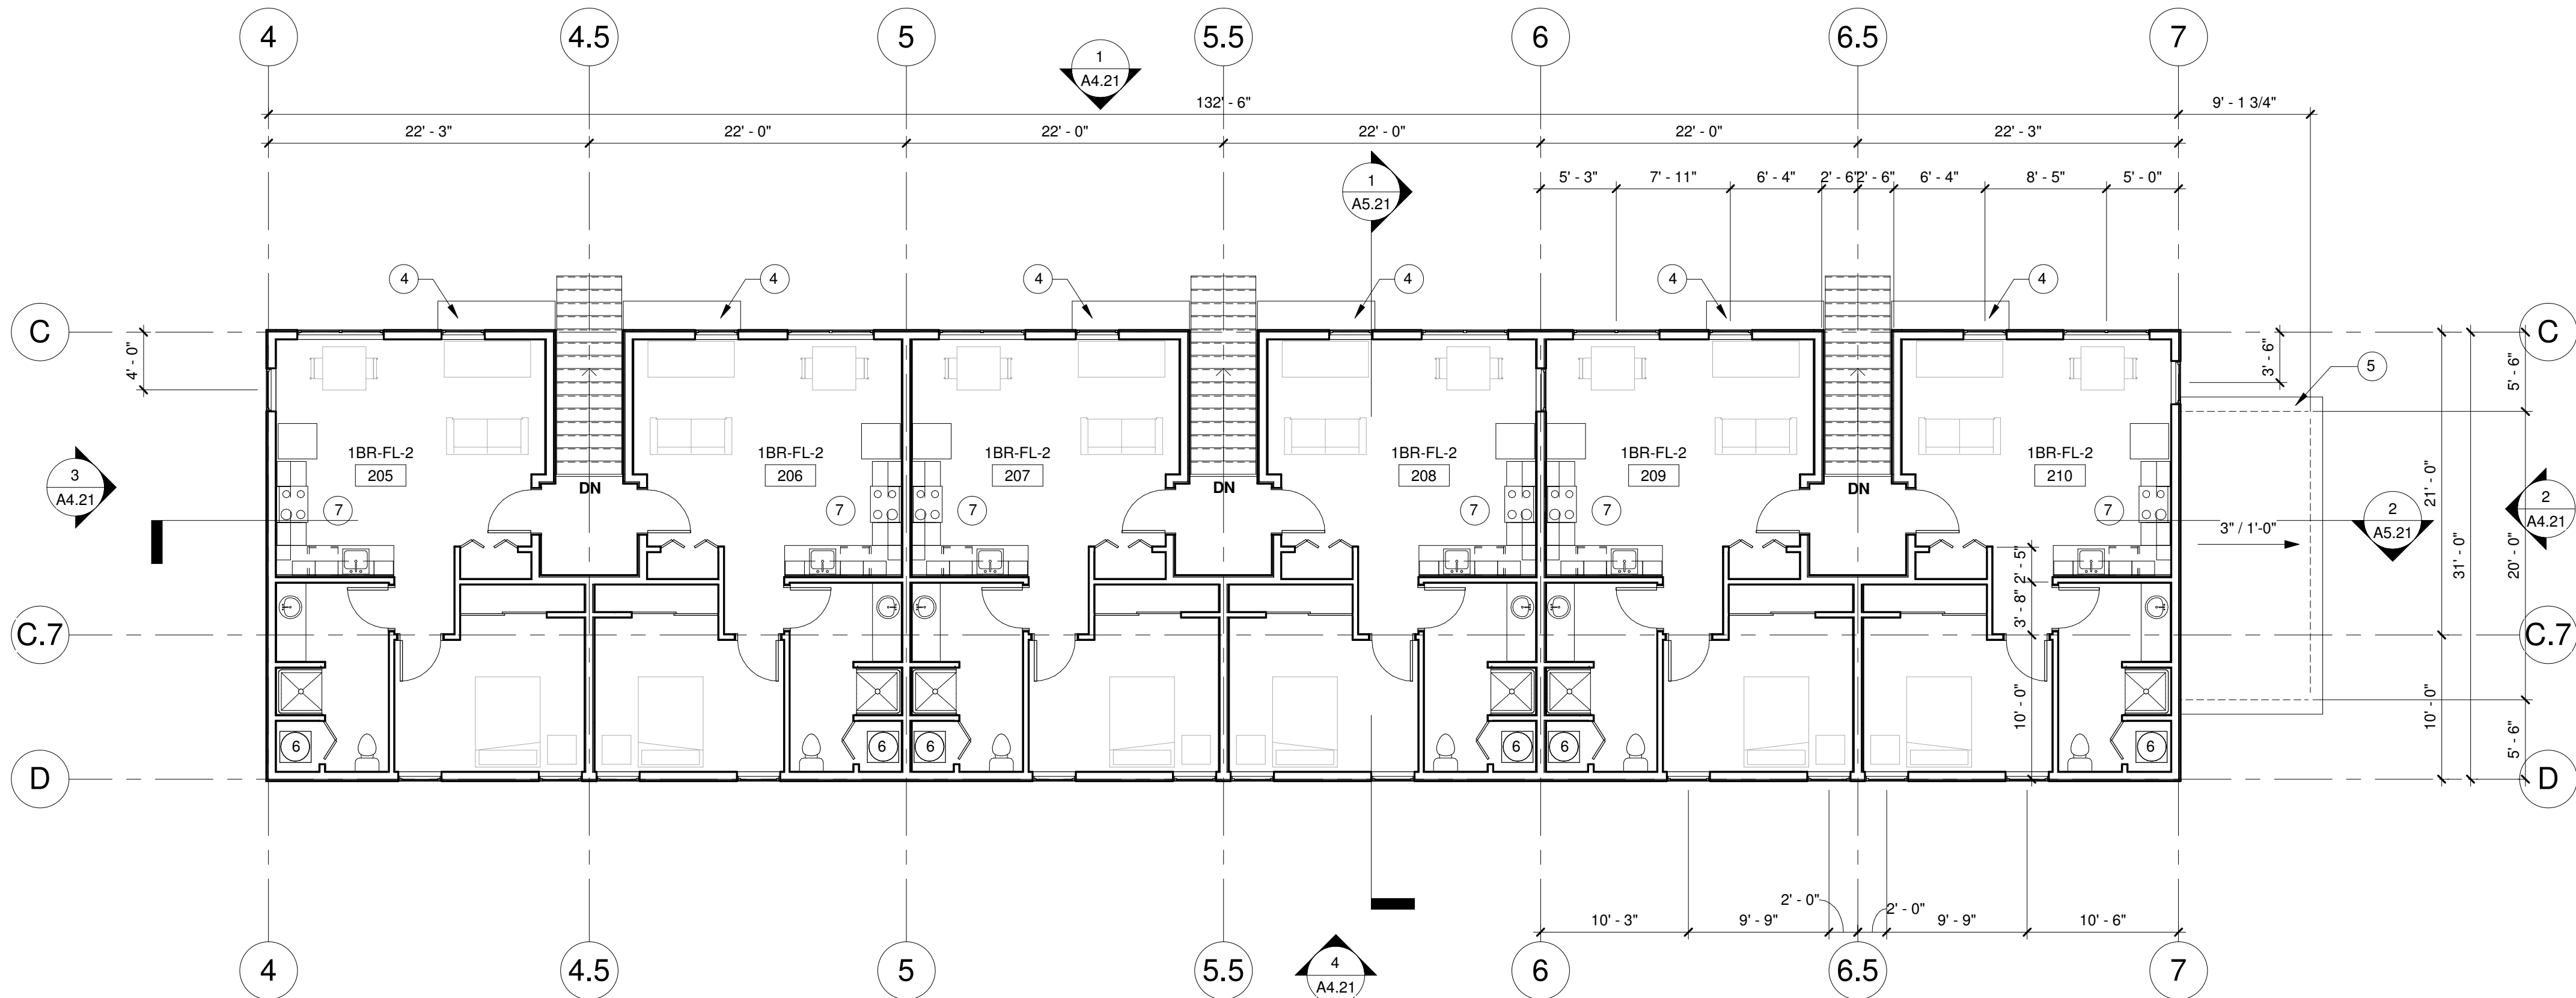 4
4.5
5
5.5
6
6.5
7
1
A4.21
132' - 6"
9' - 1 3/4"
22' - 3"
22' - 0"
22' - 0"
22' - 0"
22' - 0"
22' - 3"
1
A5.21
5' - 3"
7' - 11"
6' - 4"
2' - 6"
2' - 6"
6' - 4"
8' - 5"
5' - 0"
4
4
4
4
4
4
C
C
4' - 0"
3' - 6"
5' - 6"
5
1BR-FL-2
205
1BR-FL-2
206
1BR-FL-2
207
1BR-FL-2
208
1BR-FL-2
209
1BR-FL-2
210
DN
DN
DN
3
A4.21
7
7
7
7
7
7
2
A5.21
2
A4.21
3" / 1'-0"
21' - 0"
31' - 0"
20' - 0"
2' - 5"
3' - 8"
C.7
C.7
10' - 0"
10' - 0"
5' - 6"
6
6
6
6
6
6
D
D
2' - 0"
2' - 0"
10' - 3"
9' - 9"
9' - 9"
10' - 6"
4
4.5
5
5.5
6
6.5
7
4
A4.21